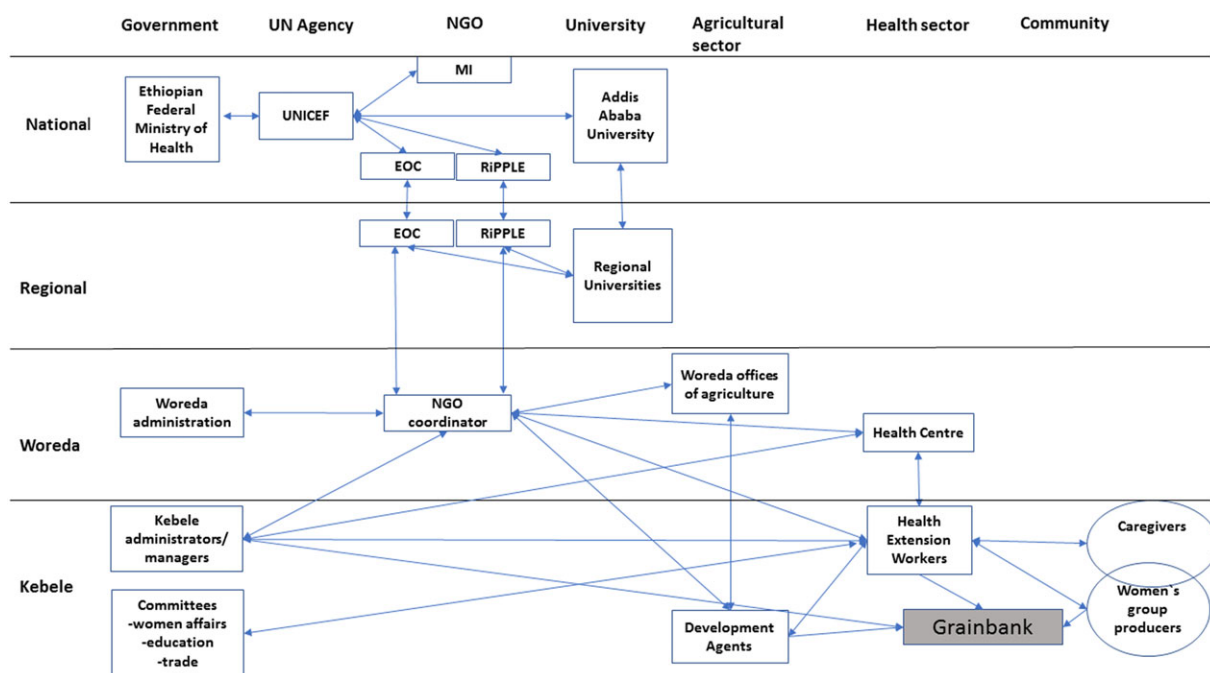 Government
UN Agency
NGO
University
Agricultural
sector
Health sector
Community
National
Ethiopian
Federal
Ministry of
Health
UNICEF
MI
Addis
Ababa
University
EOC
RiPPLE
Regional
EOC
RiPPLE
Regional
Universities
Woreda
Woreda
administration
NGO
coordinator
Woreda offices
of agriculture
Health Centre
Kebele
Kebele
administrators/
managers
Health
Extension
Workers
Caregivers
Committees
-women affairs
-education
-trade
Development
Agents
Grainbank
Women`s
group
producers